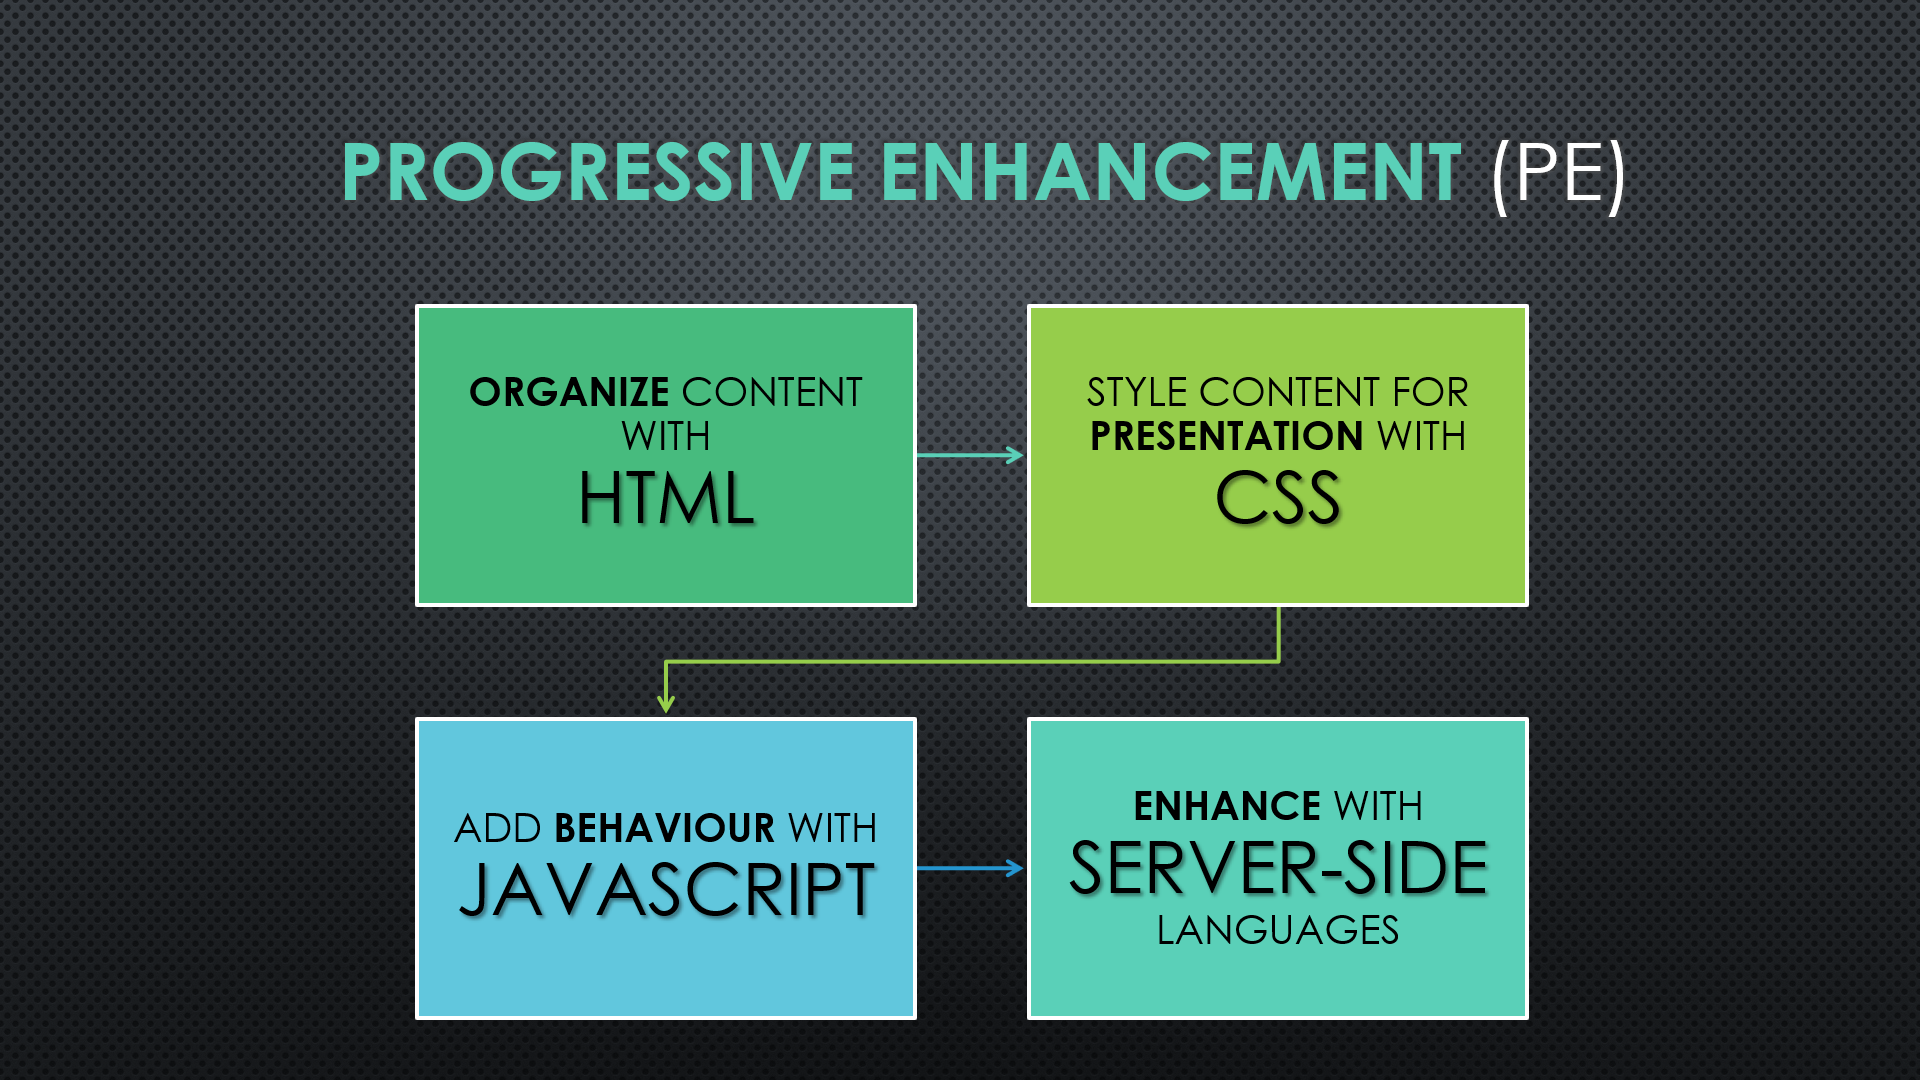 PROGRESSIVE ENHANCEMENT (PE)
ORGANIZE CONTENT
WITH
HTML
STYLE CONTENT FOR
PRESENTATION WITH
CSS
ADD BEHAVIOUR WITH
JAVASCRIPT
ENHANCE WITH
SERVER-SIDE
LANGUAGES